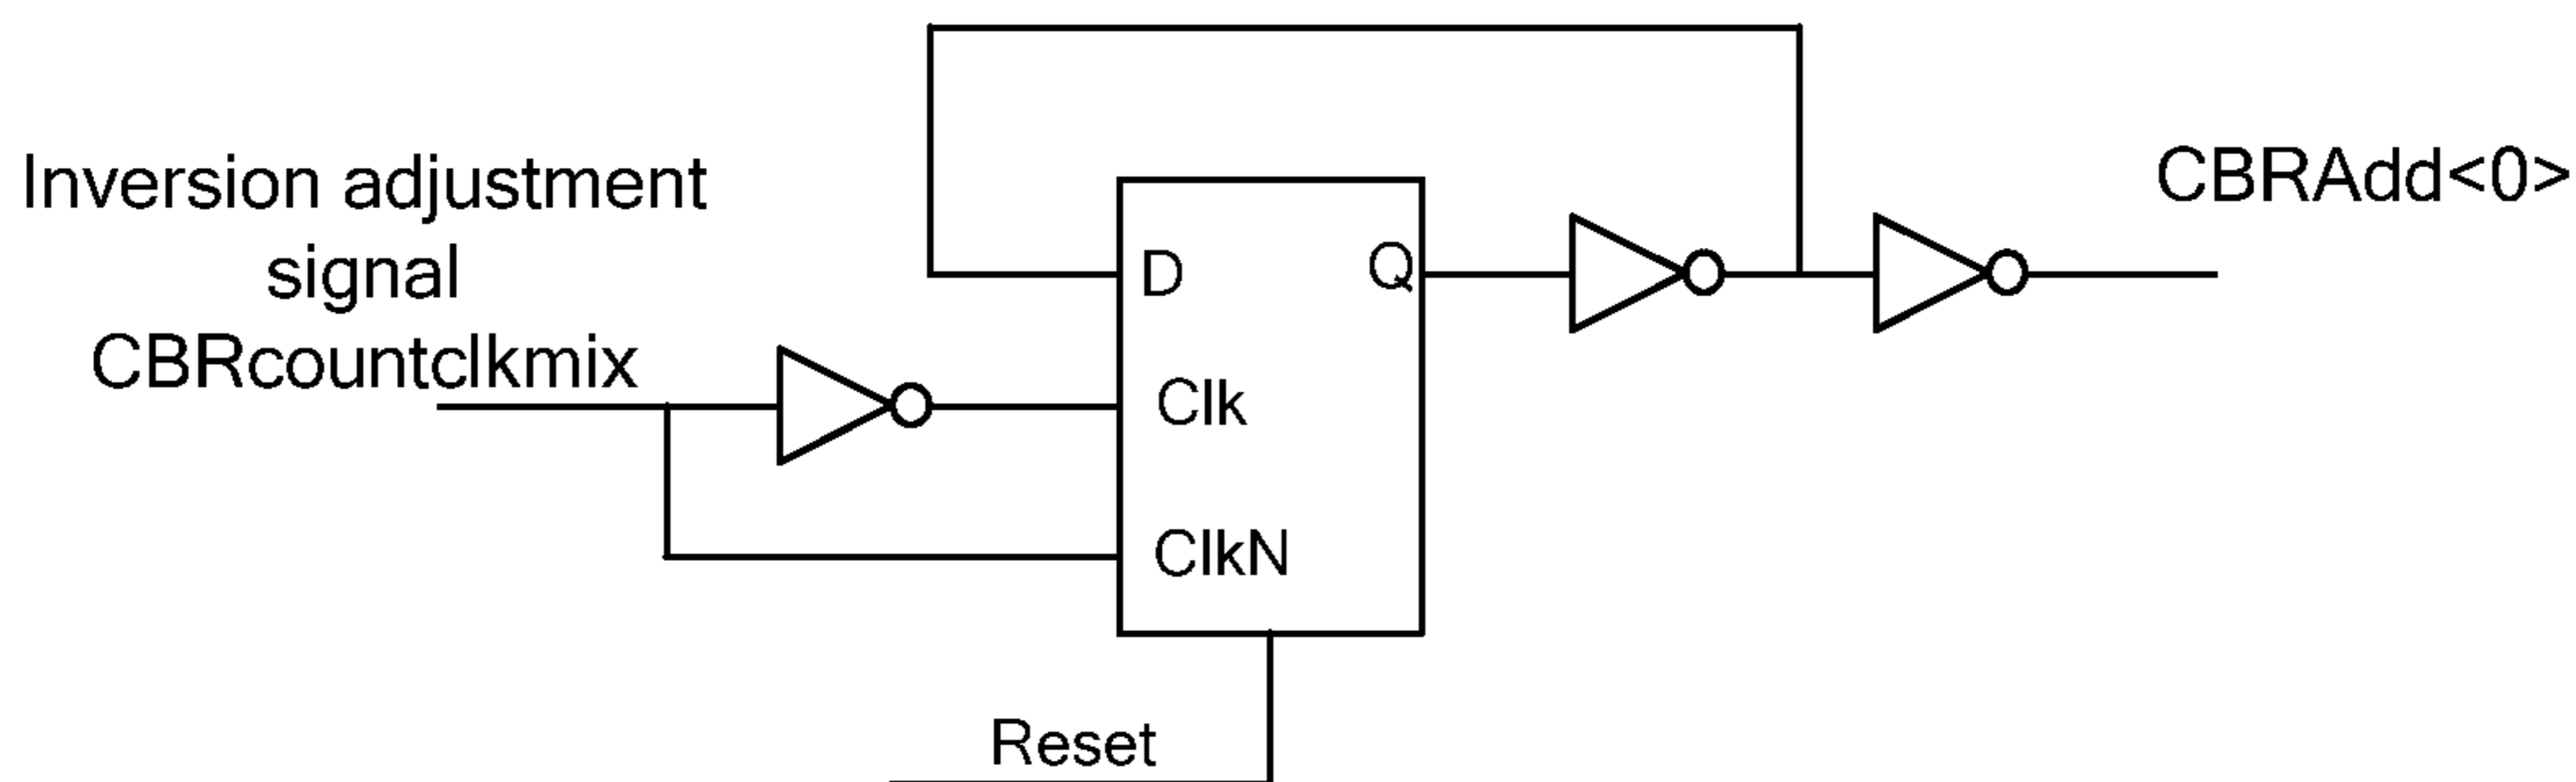 Inversion adjustment
signal
CBRcountclkmix
D
Q
Clk
ClkN
Reset
CBRAdd<0>